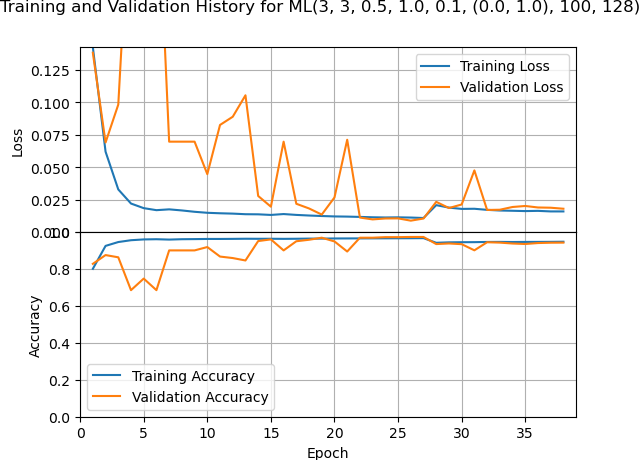 Training and Validation History for ML(3, 3, 0.5, 1.0, 0.1, (0.0, 1.0), 100, 128)
Training Loss
Validation Loss
0.125
0.100
0.075
0.050
0.025
0.000
Loss
1.0
0.8
0.6
0.4
0.2
0.0
Accuracy
Training Accuracy
Validation Accuracy
0 5 10 15 20 25 30 35
Epoch